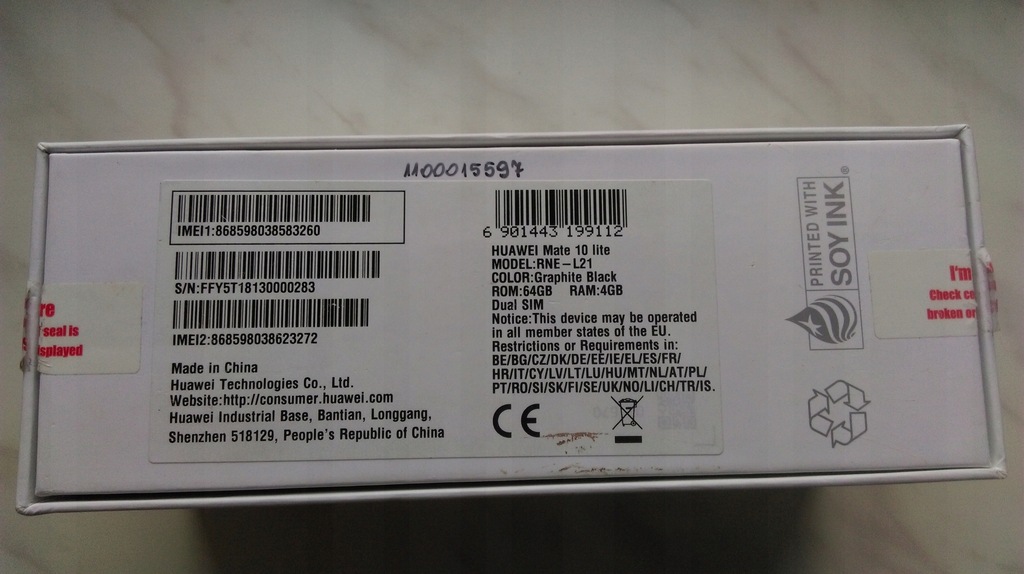 M00015597
IMEI1:868598038583260
S/N:FFY5T18130000283
IMEI2:868598038623272
Made in China
Huawei Technologies Co., Ltd.
Website:http://consumer.huawei.com
Huawei Industrial Base, Bantian, Longgang,
Shenzhen 518129, People's Republic of China
6 901443 199112
HUAWEI Mate 10 lite
MODEL:RNE-L21
COLOR:Graphite Black
ROM:64GB RAM:4GB
Dual SIM
Notice:This device may be operated
in all member states of the EU.
Restrictions or Requirements in:
BE/BG/CZ/DK/DE/EE/IE/EL/ES/FR/
HR/IT/CY/LV/LT/LU/HU/MT/NL/AT/PL/
PT/RO/SI/SK/FI/SE/UK/NO/LI/CH/TR/IS.
CE
PRINTED WITH
SOY INK®
re
seal is
isplayed
I'm
Check
broken or